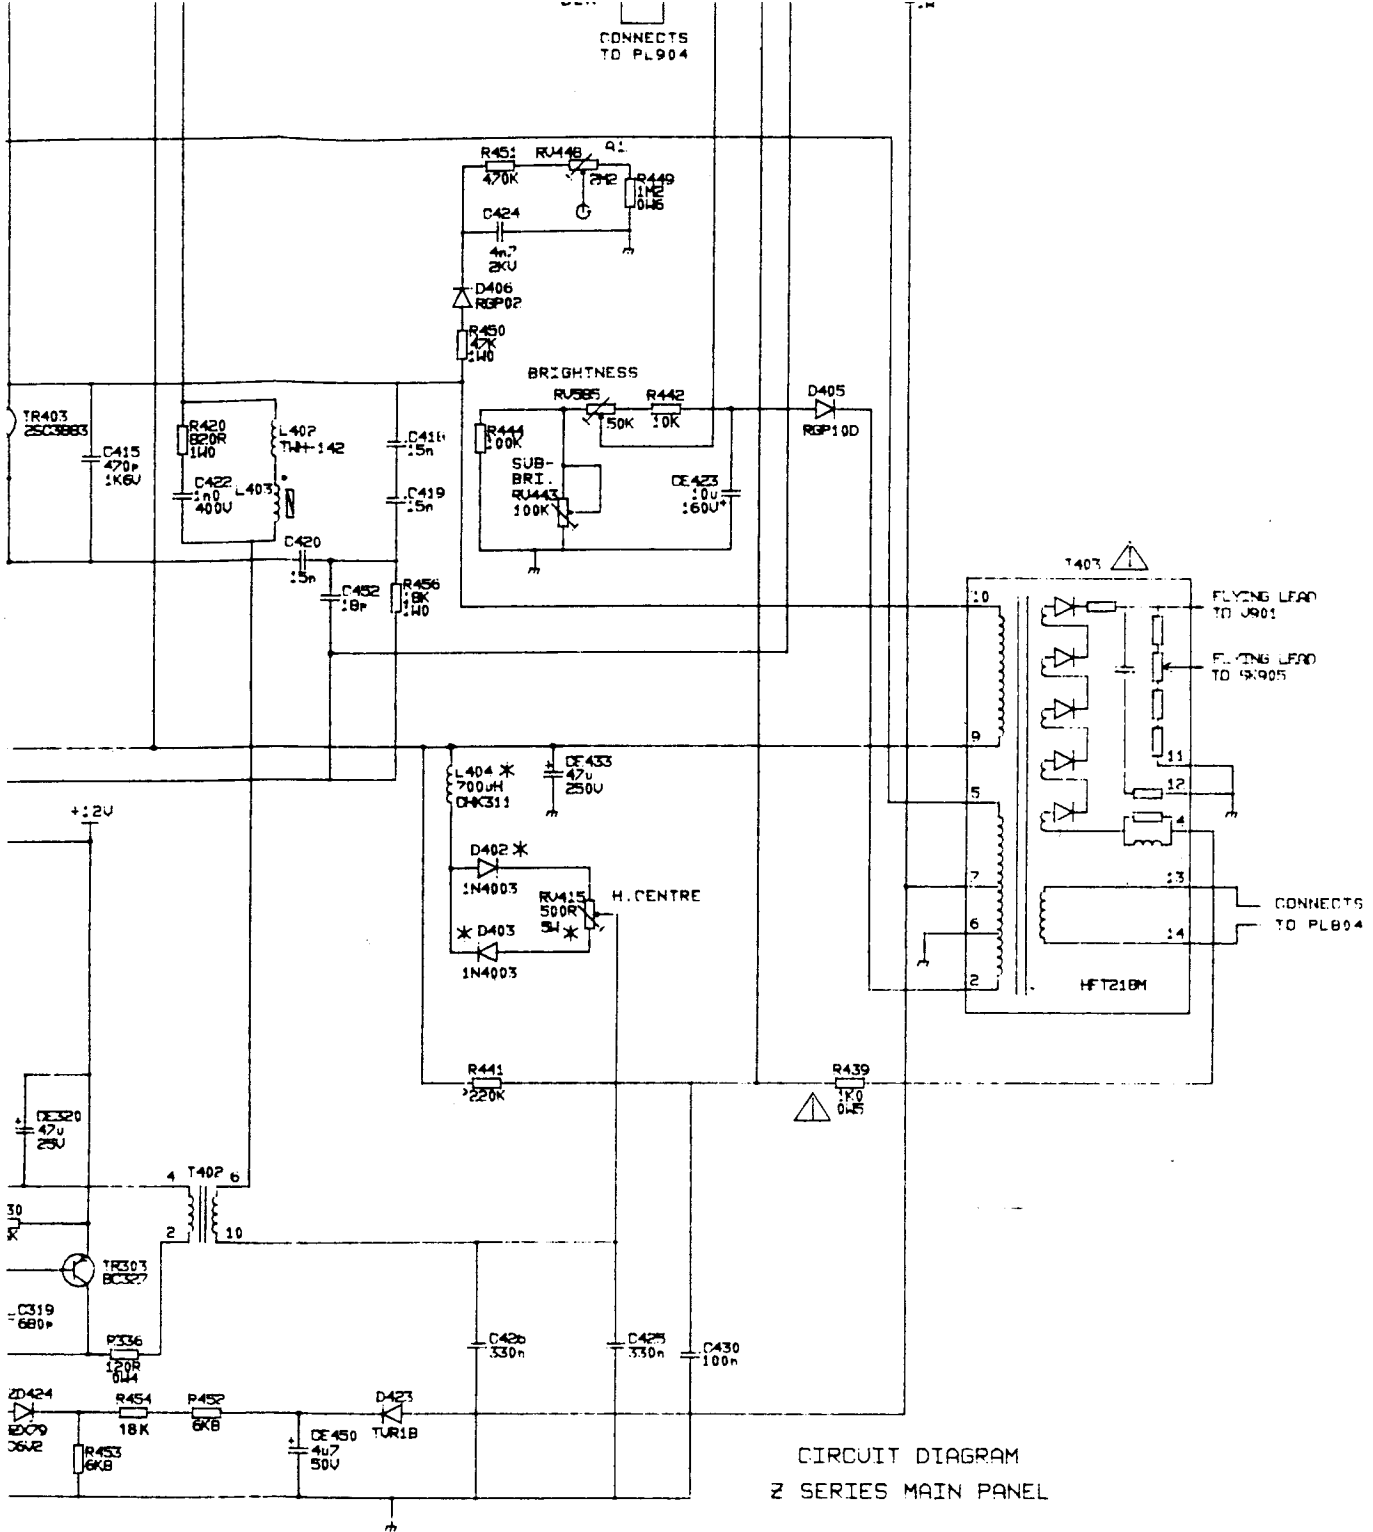 CONNECTS
TO PL904
R451
470K
RV448
A1
2M2
R449
1M2
0W6
C424
4n7
2KV
D406
RGP02
R450
47K
1W0
BRIGHTNESS
RV585
50K
R442
10K
D405
RGP10D
TR403
2SC3883
C415
470p
1K6V
R420
820R
1W0
L402
TWH-142
C422
1n0
400V
L403
15n
C419
15n
R444
100K
SUB-
BRI.
RV443
100K
CE423
10u
160V
+
C420
15n
C452
18p
R456
18K
1W0
T403
10
FLYING LEAD
TO V901
FLYING LEAD
TO SK905
9
11
12
5
4
7
6
2
13
14
HFT218M
CONNECTS
TO PL804
L404 *
700uH
CHK311
+
CE433
47u
250V
+12V
D402 *
1N4003
RV415
500R
5W *
H.CENTRE
* D403
1N4003
R441
220K
R439
1K0
0W5
+
CE320
47u
25V
4
T402
6
2
10
30
K
TR303
BC327
C319
680p
R336
120R
0W4
C426
330n
C425
330n
C430
100n
ZD424
R454
18K
R452
6K8
D423
TVR1B
R453
6K8
+
CE450
4u7
50V
CIRCUIT DIAGRAM
Z SERIES MAIN PANEL